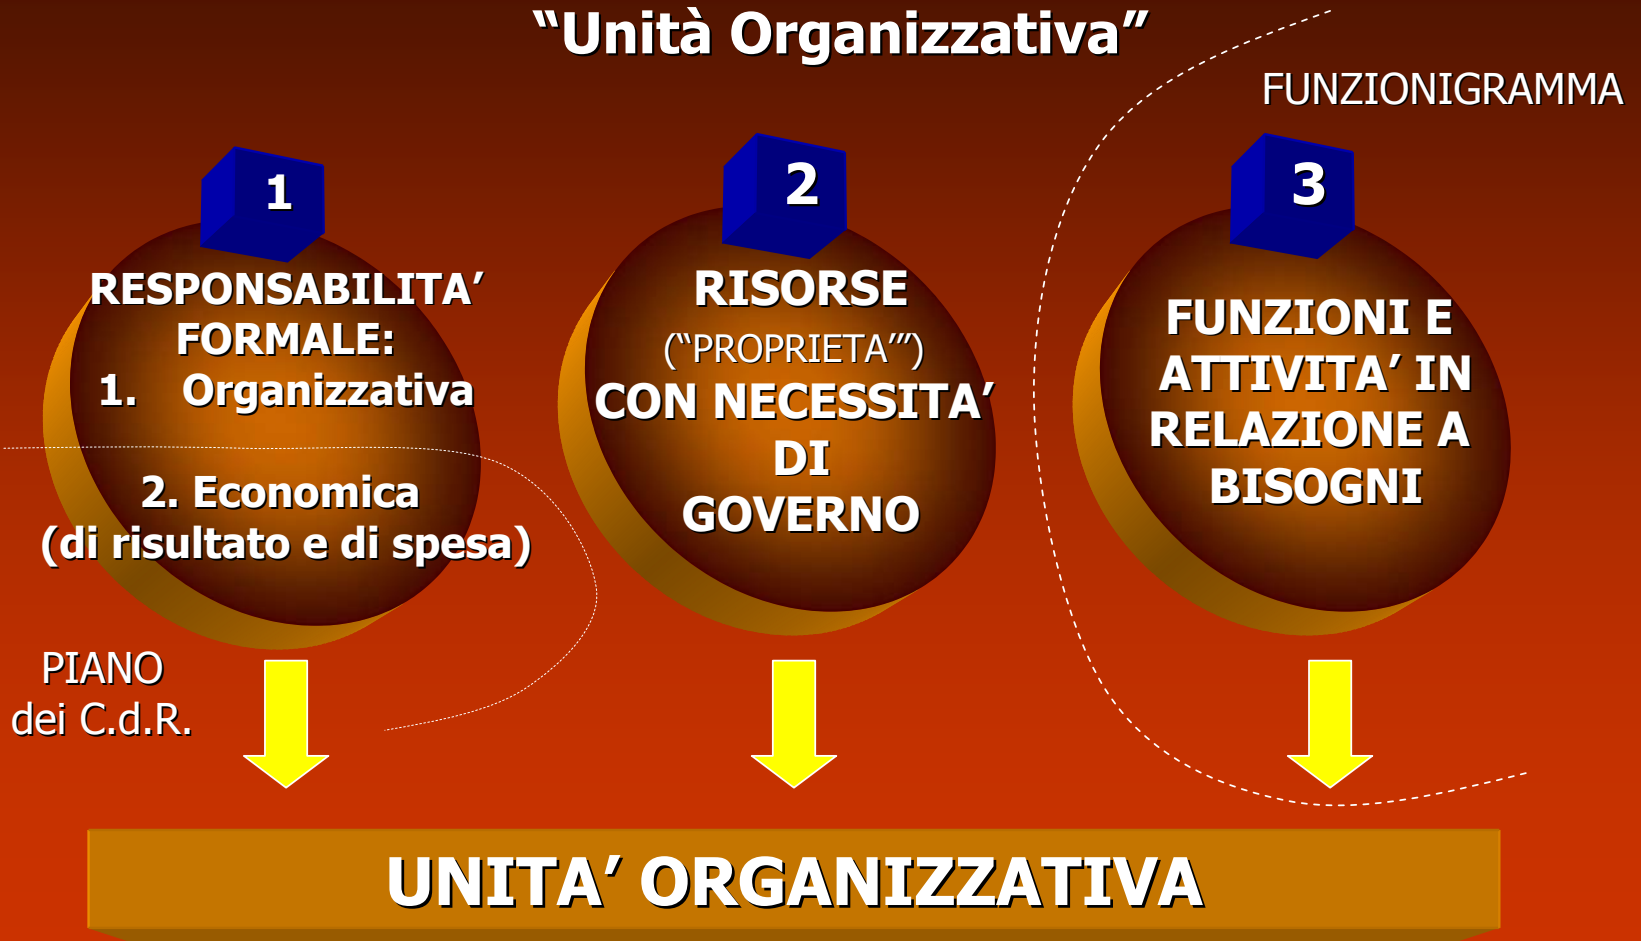 “Unità Organizzativa”
FUNZIONIGRAMMA
1
RESPONSABILITA’
FORMALE:
1. Organizzativa
2. Economica
(di risultato e di spesa)
PIANO
dei C.d.R.
2
RISORSE
(“PROPRIETA’”)
CON NECESSITA’
DI
GOVERNO
3
FUNZIONI E
ATTIVITA’ IN
RELAZIONE A
BISOGNI
UNITA’ ORGANIZZATIVA